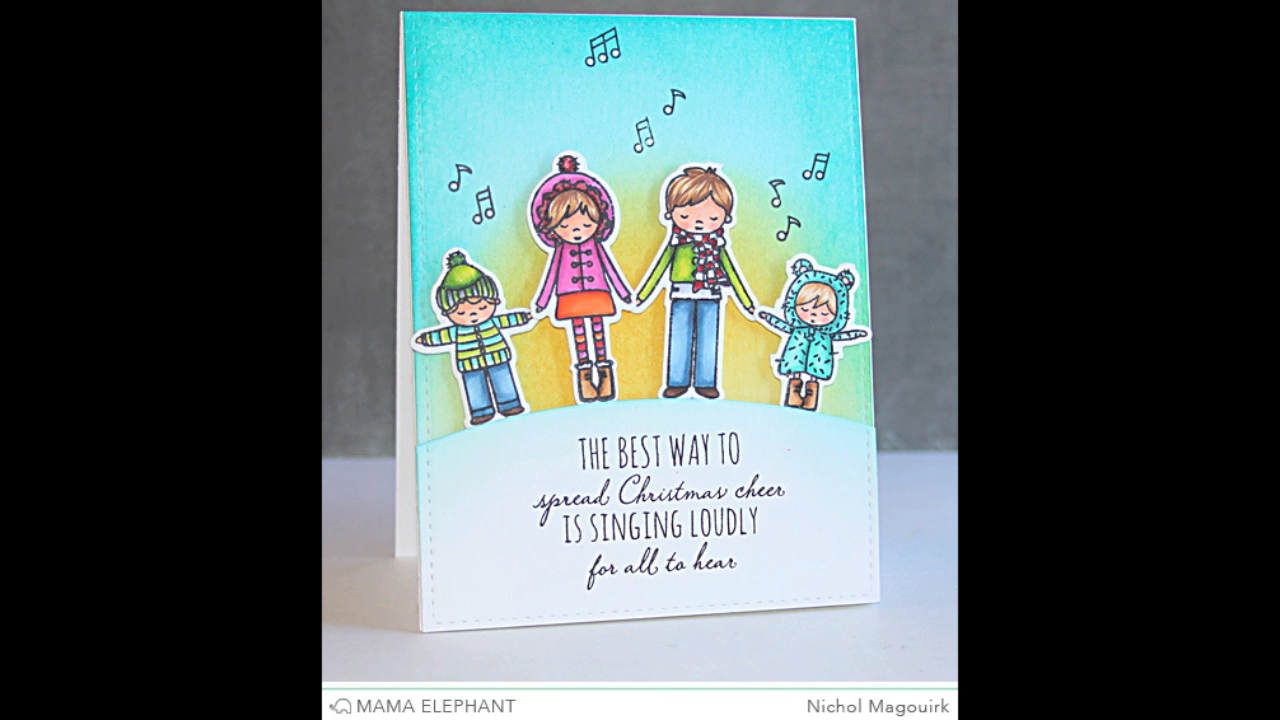 THE BEST WAY TO
spread Christmas cheer
IS SINGING LOUDLY
for all to hear
MAMA ELEPHANT
Nichol Magouirk